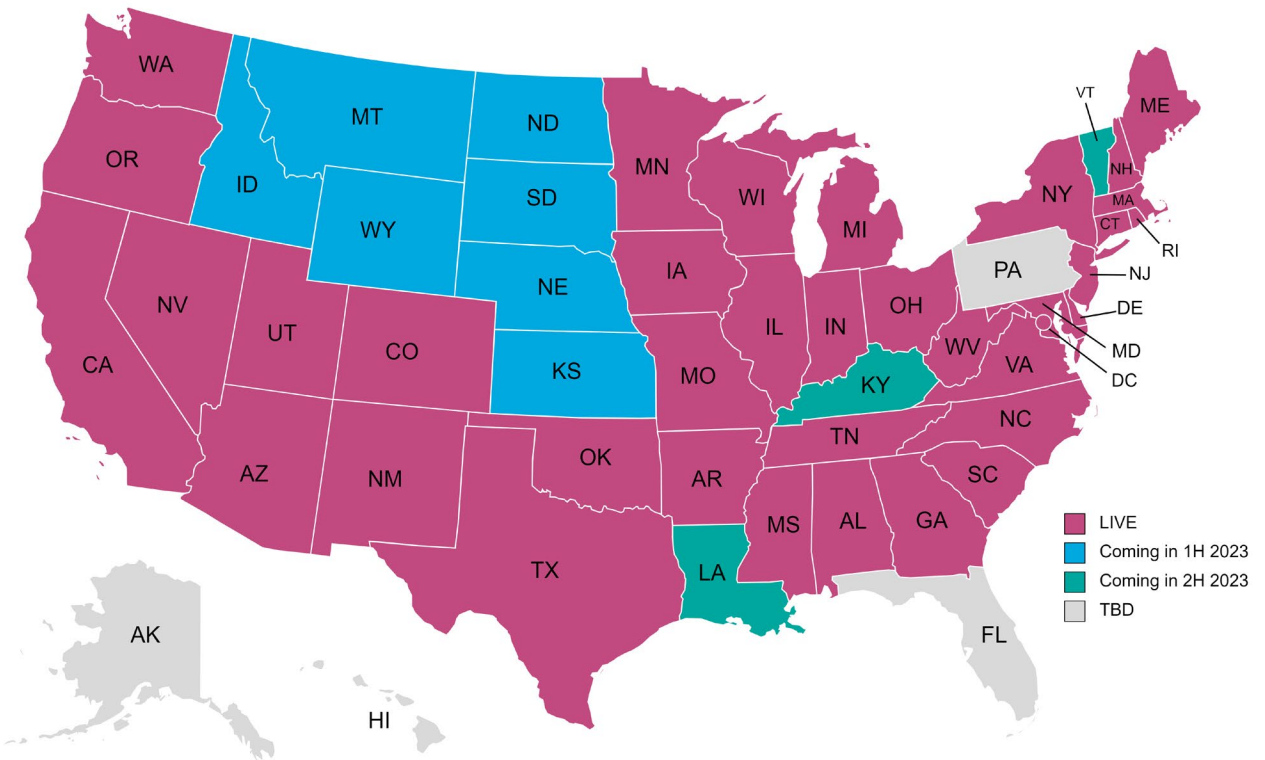 WA
MT
ND
MN
VT
ME
OR
ID
SD
WI
MI
NY
NH
MA
CT
RI
WY
IA
PA
NJ
NE
DE
NV
UT
CO
KS
IL
IN
OH
WV
MD
VA
DC
CA
MO
KY
AZ
NM
OK
TN
NC
AR
SC
MS
AL
GA
TX
LA
FL
AK
HI
LIVE
Coming in 1H 2023
Coming in 2H 2023
TBD